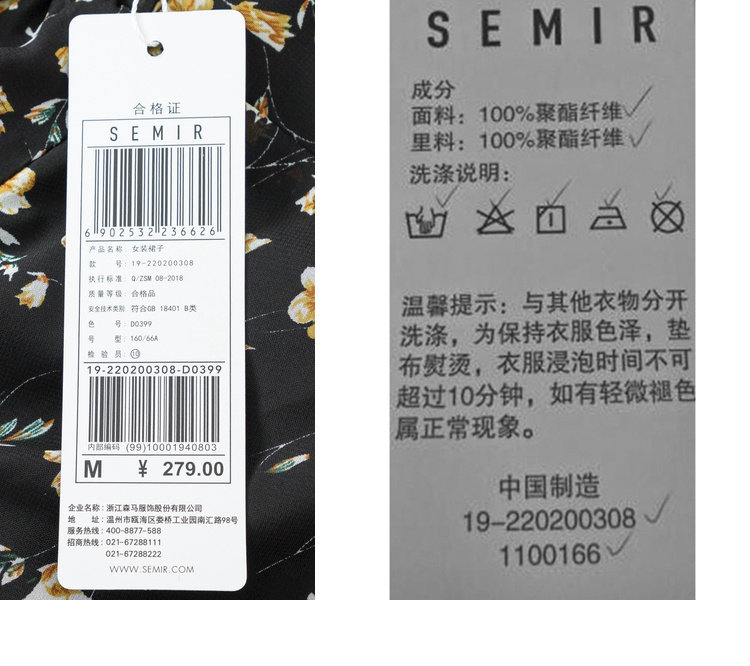 合格证
SEMIR
6 902532 236626
产品名称: 女装裙子
款 号: 19-220200308
执行标准: Q/ZSM 08-2018
质量等级: 合格品
安全技术类别: 符合GB 18401 B类
色 号: D0399
号 型: 160/66A
检 验 员: ⑩
19-220200308-D0399
内部编码 (99)10001940803
M ¥ 279.00
企业名称: 浙江森马服饰股份有限公司
地 址: 温州市瓯海区娄桥工业园南汇路98号
服务热线: 400-8877-588
招商热线: 021-67288111
021-67288222
WWW.SEMIR.COM
SEMIR
成分
面料: 100%聚酯纤维
里料: 100%聚酯纤维
洗涤说明:
温馨提示: 与其他衣物分开
洗涤，为保持衣服色泽，垫
布熨烫，衣服浸泡时间不可
超过10分钟，如有轻微褪色
属正常现象。
中国制造
19-220200308
1100166